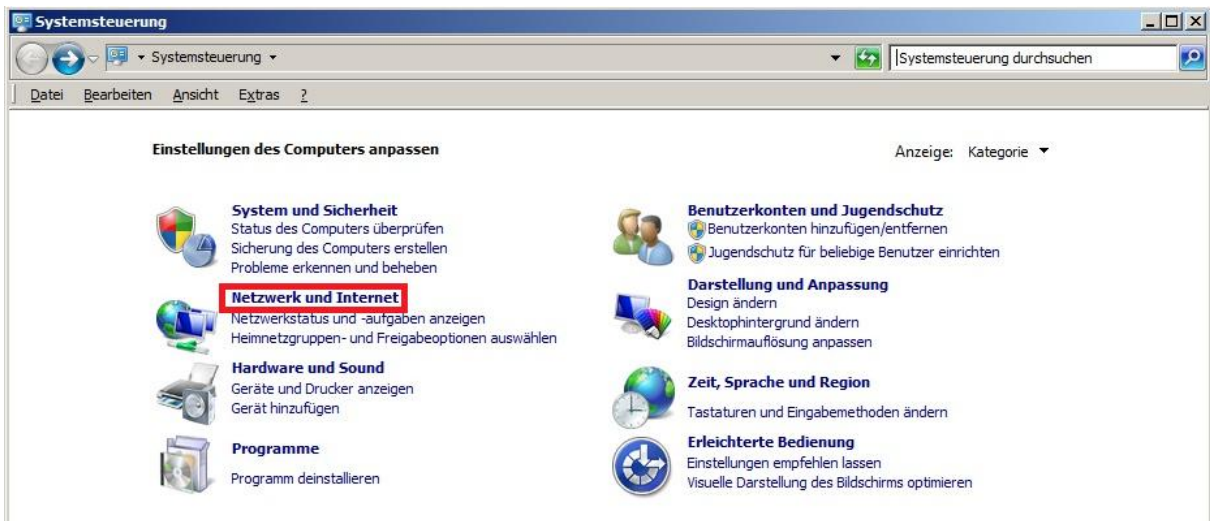 Systemsteuerung
Systemsteuerung
Systemsteuerung durchsuchen
Datei Bearbeiten Ansicht Extras ?
Einstellungen des Computers anpassen
Anzeige: Kategorie
System und Sicherheit
Status des Computers überprüfen
Sicherung des Computers erstellen
Probleme erkennen und beheben
Netzwerk und Internet
Netzwerkstatus und -aufgaben anzeigen
Heimnetzgruppen- und Freigabeoptionen auswählen
Hardware und Sound
Geräte und Drucker anzeigen
Gerät hinzufügen
Programme
Programm deinstallieren
Benutzerkonten und Jugendschutz
Benutzerkonten hinzufügen/entfernen
Jugendschutz für beliebige Benutzer einrichten
Darstellung und Anpassung
Design ändern
Desktophintergrund ändern
Bildschirmauflösung anpassen
Zeit, Sprache und Region
Tastaturen und Eingabemethoden ändern
Erleichterte Bedienung
Einstellungen empfehlen lassen
Visuelle Darstellung des Bildschirms optimieren